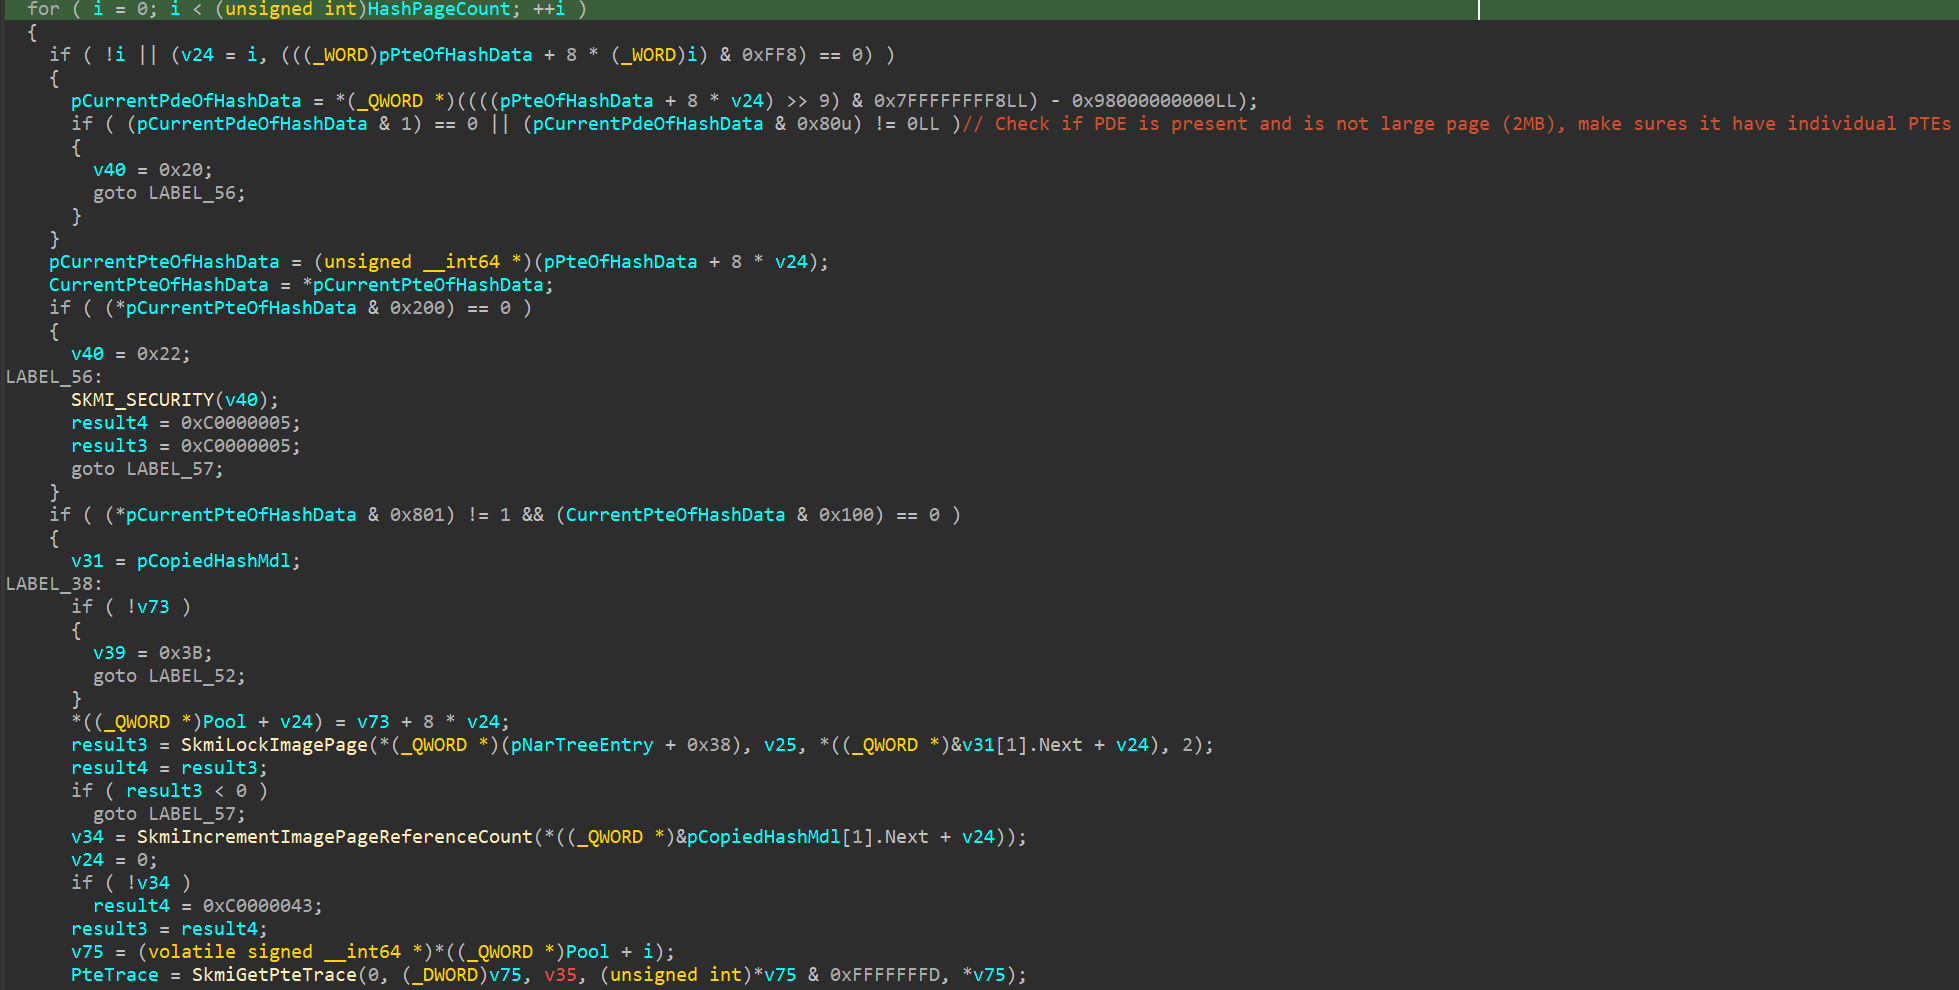 for ( i = 0; i < (unsigned int)HashPageCount; ++i )
{
if ( !i || (v24 = i, (((_WORD)pPteOfHashData + 8 * (_WORD)i) & 0xFF8) == 0) )
{
pCurrentPdeOfHashData = *(_QWORD *)((((pPteOfHashData + 8 * v24) >> 9) & 0x7FFFFFFFF8LL) - 0x98000000000LL);
if ( (pCurrentPdeOfHashData & 1) == 0 || (pCurrentPdeOfHashData & 0x80u) != 0LL )// Check if PDE is present and is not large page (2MB), make sures it have individual PTEs
{
v40 = 0x20;
goto LABEL_56;
}
}
pCurrentPteOfHashData = (unsigned __int64 *)(pPteOfHashData + 8 * v24);
CurrentPteOfHashData = *pCurrentPteOfHashData;
if ( (*pCurrentPteOfHashData & 0x200) == 0 )
{
v40 = 0x22;
LABEL_56:
SKMI_SECURITY(v40);
result4 = 0xC0000005;
result3 = 0xC0000005;
goto LABEL_57;
}
if ( (*pCurrentPteOfHashData & 0x801) != 1 && (CurrentPteOfHashData & 0x100) == 0 )
{
v31 = pCopiedHashMdl;
LABEL_38:
if ( !v73 )
{
v39 = 0x3B;
goto LABEL_52;
}
*((_QWORD *)Pool + v24) = v73 + 8 * v24;
result3 = SkmiLockImagePage(*(_QWORD *)(pNarTreeEntry + 0x38), v25, *((_QWORD *)&v31[1].Next + v24), 2);
result4 = result3;
if ( result3 < 0 )
goto LABEL_57;
v34 = SkmiIncrementImagePageReferenceCount(*((_QWORD *)&pCopiedHashMdl[1].Next + v24));
v24 = 0;
if ( !v34 )
result4 = 0xC0000043;
result3 = result4;
v75 = (volatile signed __int64 *)*((_QWORD *)Pool + i);
PteTrace = SkmiGetPteTrace(0, (_DWORD)v75, v35, (unsigned int)*v75 & 0xFFFFFFFD, *v75);